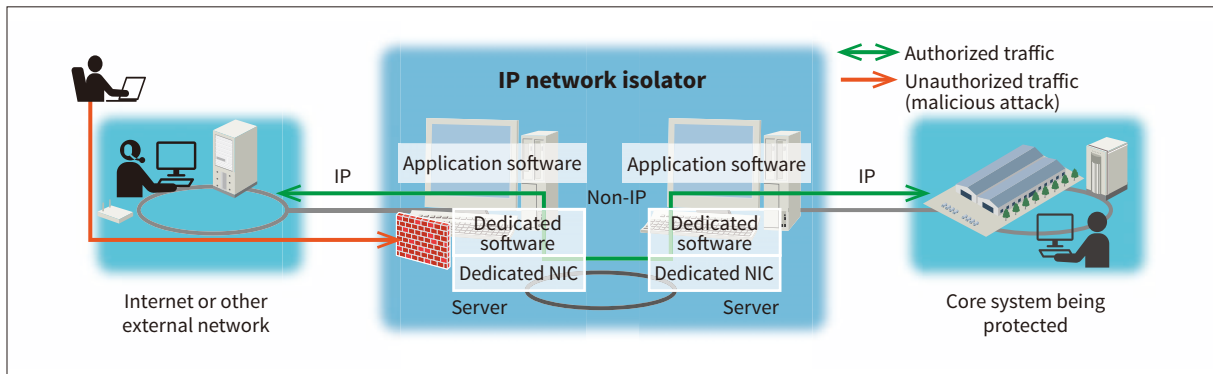 Authorized traffic
IP network isolator
Unauthorized traffic
(malicious attack)
Application software
Application software
IP
Non-IP
IP
Dedicated
software
Dedicated
software
Dedicated NIC
Dedicated NIC
Server
Server
Internet or other
external network
Core system being
protected